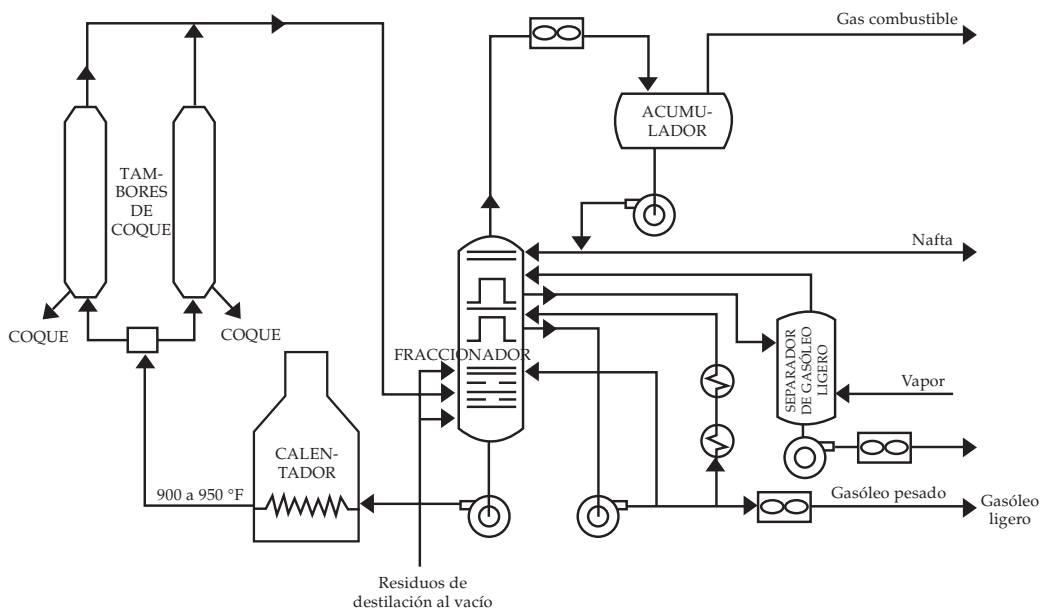 Gas combustible
ACUMU-
LADOR
TAM-
BORES
DE
COQUE
Nafta
COQUE
COQUE
FRACCIONADOR
SEPARADOR
DE GASÓLEO
LIGERO
Vapor
CALEN-
TADOR
900 a 950 °F
Gasóleo pesado
Gasóleo
ligero
Residuos de
destilación al vacío